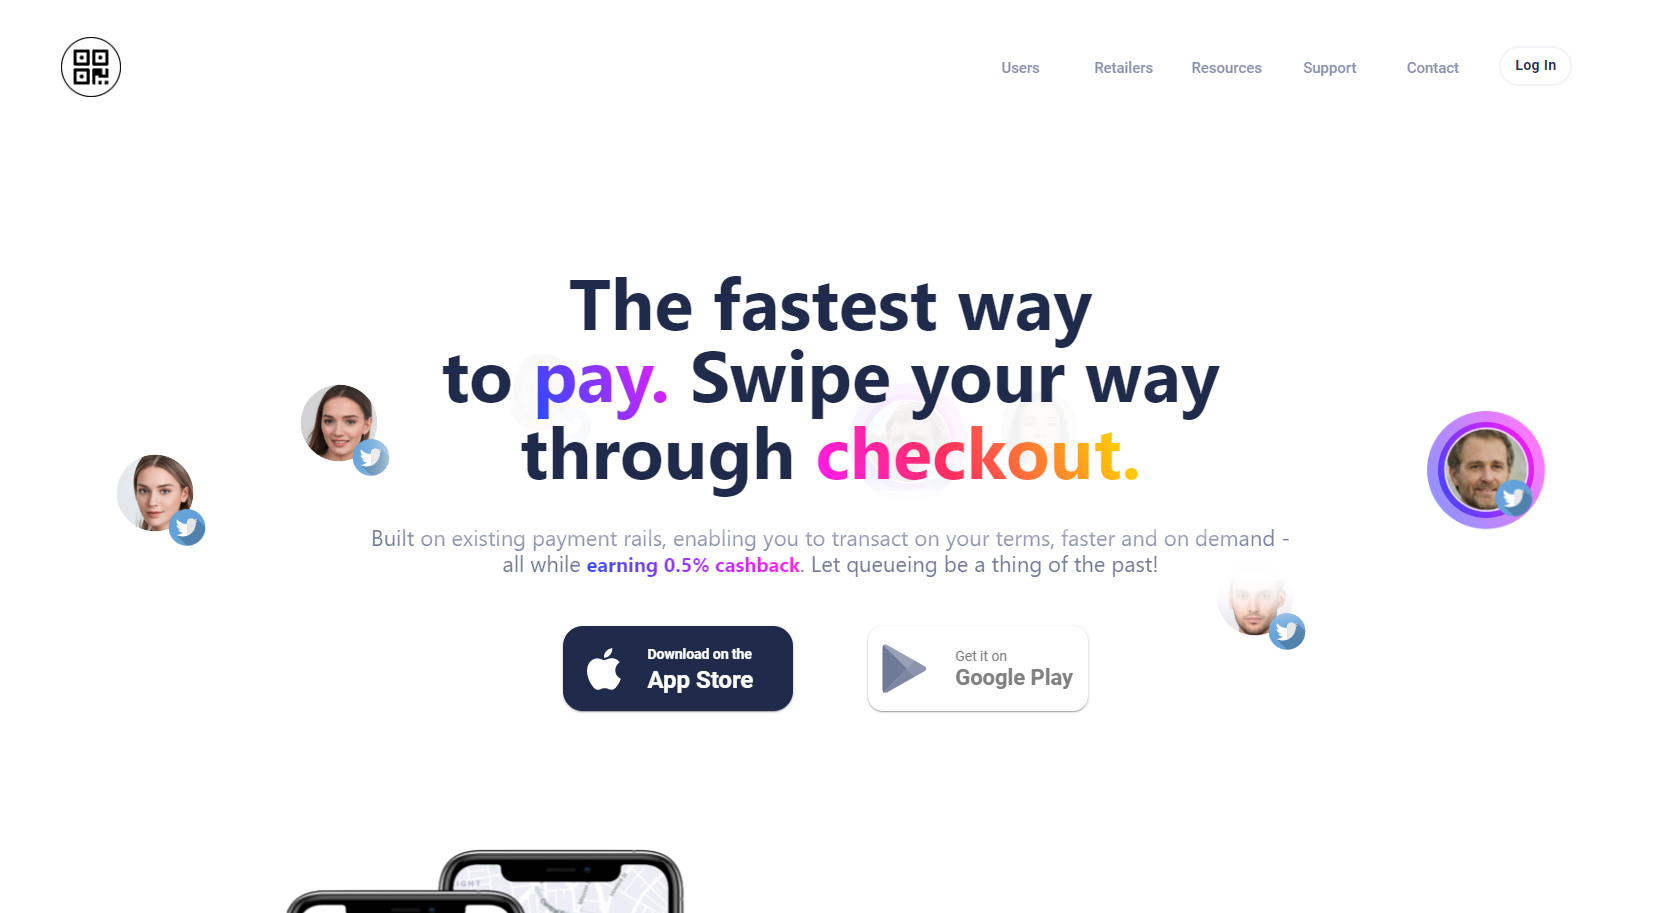 Users
Retailers
Resources
Support
Contact
Log In
The fastest way
to pay. Swipe your way
through checkout.
Built on existing payment rails, enabling you to transact on your terms, faster and on demand -
all while earning 0.5% cashback. Let queueing be a thing of the past!
Download on the
App Store
Get it on
Google Play